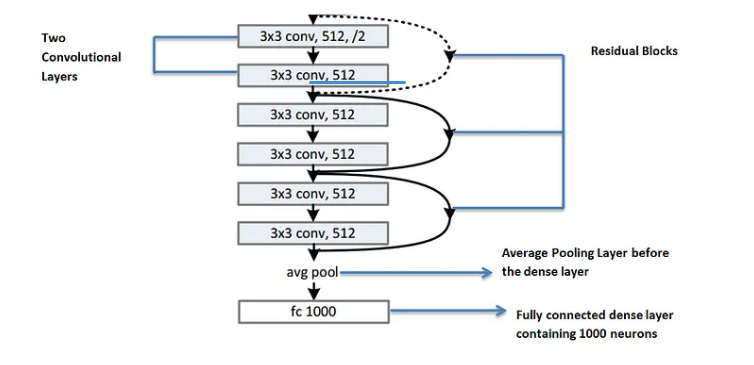 Two
Convolutional
Layers
3x3 conv, 512, /2
3x3 conv, 512
3x3 conv, 512
3x3 conv, 512
3x3 conv, 512
3x3 conv, 512
avg pool
fc 1000
Residual Blocks
Average Pooling Layer before
the dense layer
Fully connected dense layer
containing 1000 neurons